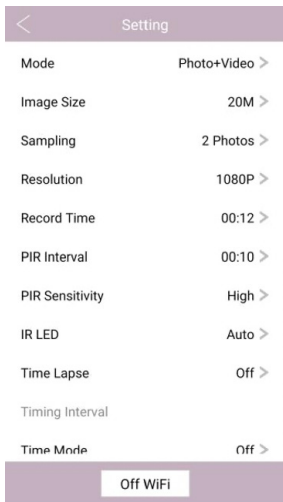 Setting
Mode Photo+Video >
Image Size 20M >
Sampling 2 Photos >
Resolution 1080P >
Record Time 00:12 >
PIR Interval 00:10 >
PIR Sensitivity High >
IR LED Auto >
Time Lapse Off >
Timing Interval
Time Mode Off >
Off WiFi